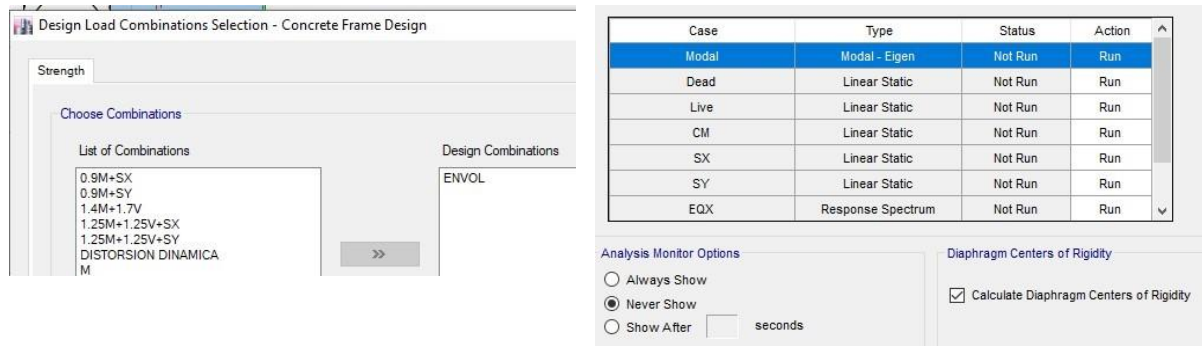 Design Load Combinations Selection - Concrete Frame Design
Strength
Choose Combinations
List of Combinations
Design Combinations
0.9M+SX
0.9M+SY
1.4M+1.7V
1.25M+1.25V+SX
1.25M+1.25V+SY
DISTORSION DINAMICA
M
>>
ENVOL
Case Type Status Action
Modal Modal - Eigen Not Run Run
Dead Linear Static Not Run Run
Live Linear Static Not Run Run
CM Linear Static Not Run Run
SX Linear Static Not Run Run
SY Linear Static Not Run Run
EQX Response Spectrum Not Run Run
Analysis Monitor Options
Always Show
Never Show
Show After seconds
Diaphragm Centers of Rigidity
Calculate Diaphragm Centers of Rigidity